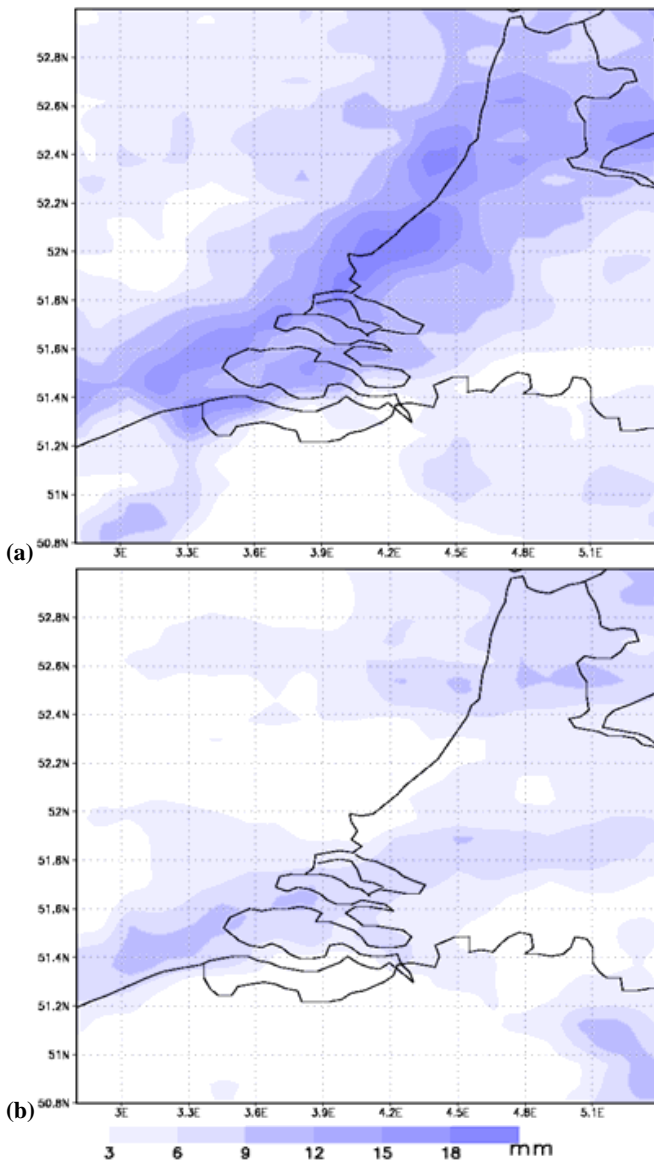 52.8N
52.6N
52.4N
52.2N
52N
51.8N
51.6N
51.4N
51.2N
51N
50.8N
(a)
3E 3.3E 3.6E 3.9E 4.2E 4.5E 4.8E 5.1E
52.8N
52.6N
52.4N
52.2N
52N
51.8N
51.6N
51.4N
51.2N
51N
50.8N
(b)
3E 3.3E 3.6E 3.9E 4.2E 4.5E 4.8E 5.1E
3 6 9 12 15 18 mm